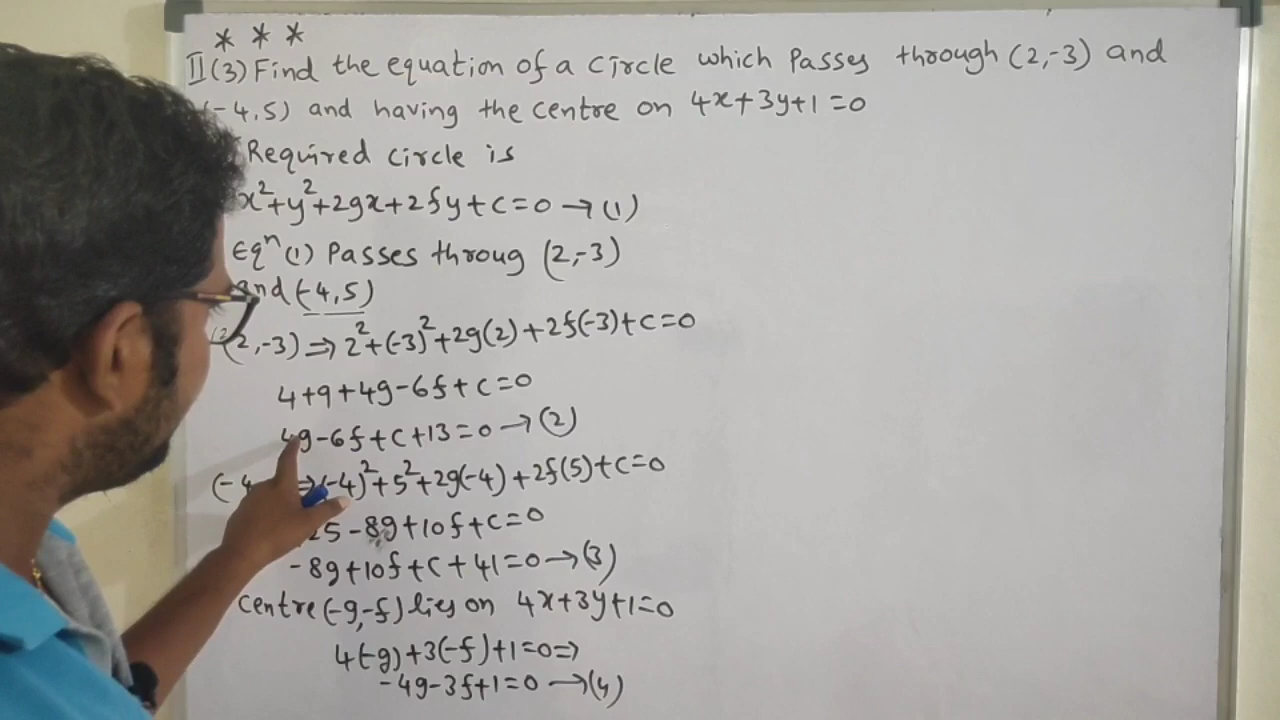 * * *
II (3) Find the equation of a circle which Passes through (2,-3) and
(-4,5) and having the centre on 4x+3y+1=0
Required circle is
x²+y²+2gx+2fy+c=0 →(1)
Eqⁿ (1) Passes throug (2,-3)
and (-4,5)
(2,-3) ⇒ 2²+(-3)²+2g(2)+2f(-3)+c=0
4+9+4g-6f+c=0
4g-6f+c+13=0 →(2)
(-4 ⇒ (-4)²+5²+2g(-4)+2f(5)+c=0
25-8g+10f+c=0
-8g+10f+c+41=0 →(3)
centre (-g,-f) lies on 4x+3y+1=0
4(-g)+3(-f)+1=0⇒
-4g-3f+1=0 →(4)